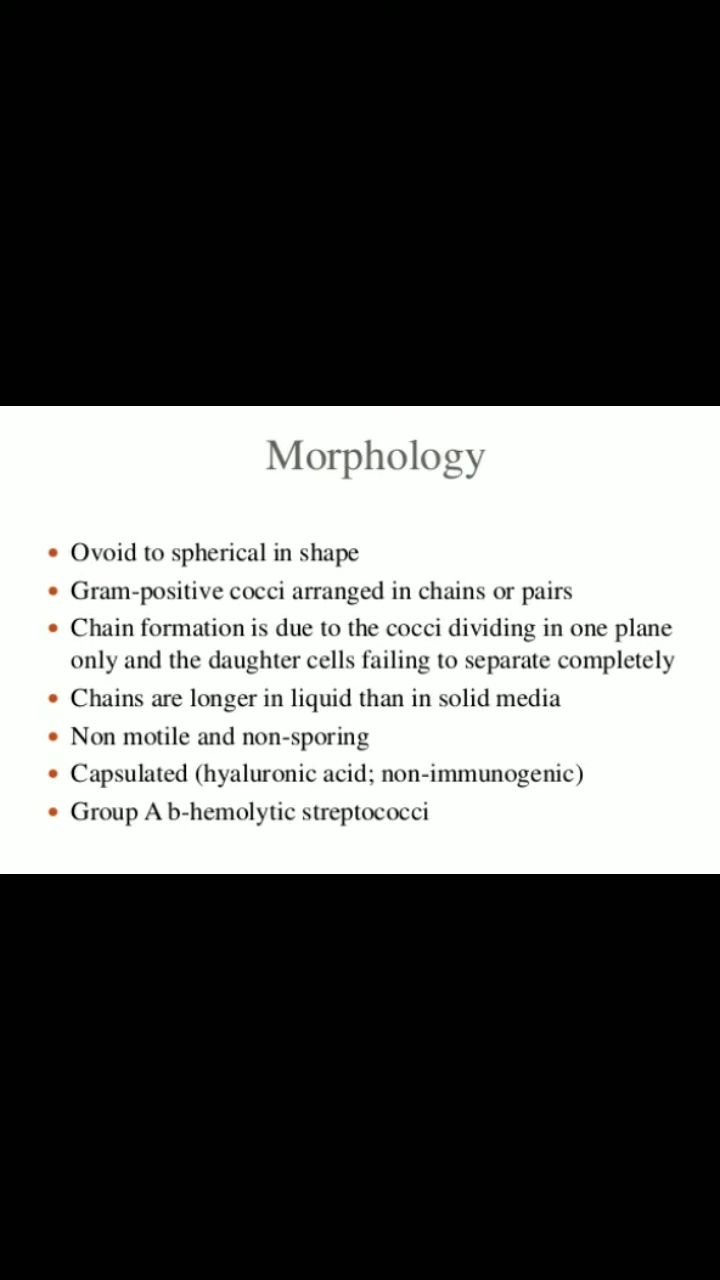 Morphology
• Ovoid to spherical in shape
• Gram-positive cocci arranged in chains or pairs
• Chain formation is due to the cocci dividing in one plane
only and the daughter cells failing to separate completely
• Chains are longer in liquid than in solid media
• Non motile and non-sporing
• Capsulated (hyaluronic acid; non-immunogenic)
• Group A b-hemolytic streptococci